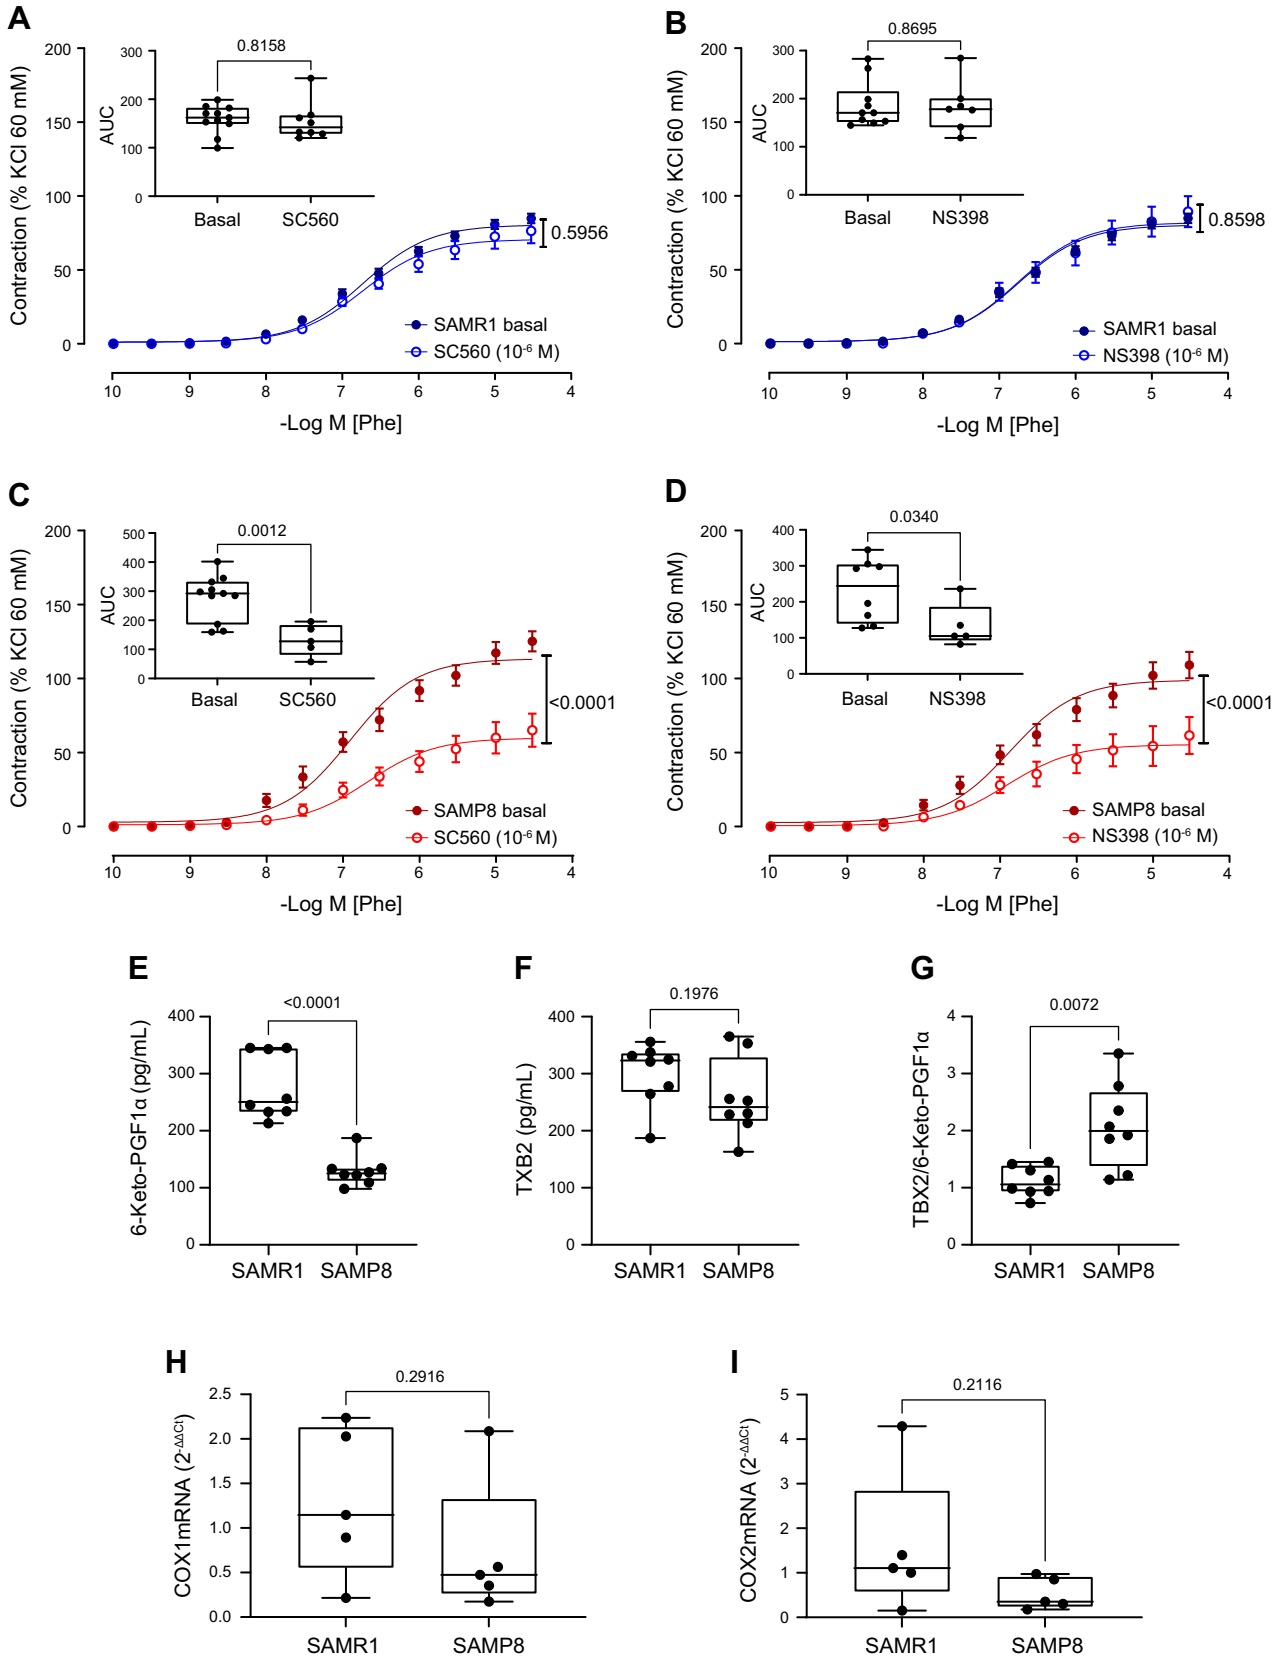 A
Contraction (% KCl 60 mM)
200
150
100
50
0
10
9
8
7
6
5
4
-Log M [Phe]
AUC
300
200
100
0
0.8158
Basal
SC560
0.5956
SAMR1 basal
SC560 (10-6 M)
B
Contraction (% KCl 60 mM)
200
150
100
50
0
10
9
8
7
6
5
4
-Log M [Phe]
AUC
300
200
100
0
0.8695
Basal
NS398
0.8598
SAMR1 basal
NS398 (10-6 M)
C
Contraction (% KCl 60 mM)
200
150
100
50
0
10
9
8
7
6
5
4
-Log M [Phe]
AUC
500
400
300
200
100
0
0.0012
Basal
SC560
<0.0001
SAMP8 basal
SC560 (10-6 M)
D
Contraction (% KCl 60 mM)
200
150
100
50
0
10
9
8
7
6
5
4
-Log M [Phe]
AUC
400
300
200
100
0
0.0340
Basal
NS398
<0.0001
SAMP8 basal
NS398 (10-6 M)
E
6-Keto-PGF1α (pg/mL)
400
300
200
100
0
<0.0001
SAMR1
SAMP8
F
TXB2 (pg/mL)
400
300
200
100
0
0.1976
SAMR1
SAMP8
G
TBX2/6-Keto-PGF1α
4
3
2
1
0
0.0072
SAMR1
SAMP8
H
COX1mRNA (2-ΔΔCt)
2.5
2.0
1.5
1.0
0.5
0.0
0.2916
SAMR1
SAMP8
I
COX2mRNA (2-ΔΔCt)
5
4
3
2
1
0
0.2116
SAMR1
SAMP8